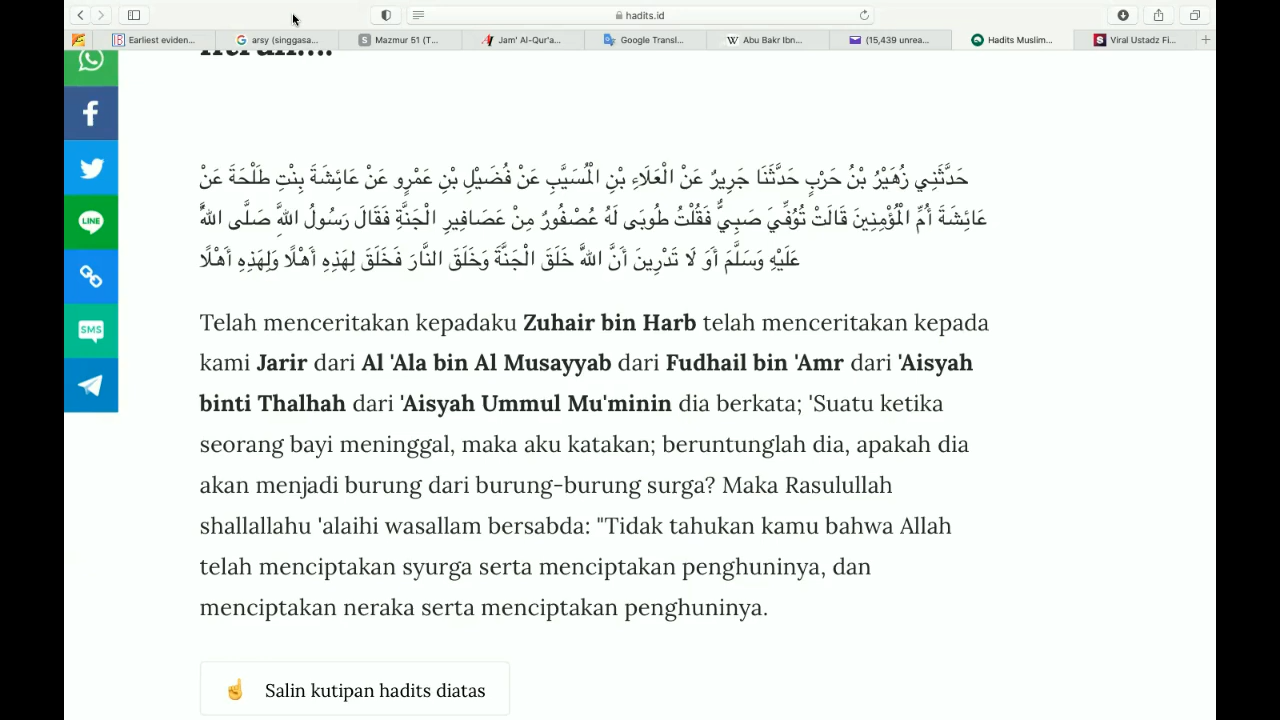 hadits.id
Earliest eviden...
arsy (singgasa...
Mazmur 51 (T...
Jam' Al-Qur'a...
Google Transl...
Abu Bakr Ibn...
(15,439 unrea...
Hadits Muslim...
Viral Ustadz Fi...
حَدَّثَنِي زُهَيْرُ بْنُ حَرْبٍ حَدَّثَنَا جَرِيرٌ عَنْ الْعَلَاءِ بْنِ الْمُسَيَّبِ عَنْ فُضَيْلِ بْنِ عَمْرٍو عَنْ عَائِشَةَ بِنْتِ طَلْحَةَ عَنْ
عَائِشَةَ أُمِّ الْمُؤْمِنِينَ قَالَتْ تُوُفِّيَ صَبِيٌّ فَقُلْتُ طُوبَى لَهُ عُصْفُورٌ مِنْ عَصَافِيرِ الْجَنَّةِ فَقَالَ رَسُولُ اللَّهِ صَلَّى اللَّهُ
عَلَيْهِ وَسَلَّمَ أَوَ لَا تَدْرِينَ أَنَّ اللَّهَ خَلَقَ الْجَنَّةَ وَخَلَقَ النَّارَ فَخَلَقَ لِهَذِهِ أَهْلًا وَلِهَذِهِ أَهْلًا
Telah menceritakan kepadaku Zuhair bin Harb telah menceritakan kepada
kami Jarir dari Al 'Ala bin Al Musayyab dari Fudhail bin 'Amr dari 'Aisyah
binti Thalhah dari 'Aisyah Ummul Mu'minin dia berkata; 'Suatu ketika
seorang bayi meninggal, maka aku katakan; beruntunglah dia, apakah dia
akan menjadi burung dari burung-burung surga? Maka Rasulullah
shallallahu 'alaihi wasallam bersabda: "Tidak tahukan kamu bahwa Allah
telah menciptakan syurga serta menciptakan penghuninya, dan
menciptakan neraka serta menciptakan penghuninya.
LINE
SMS
Salin kutipan hadits diatas